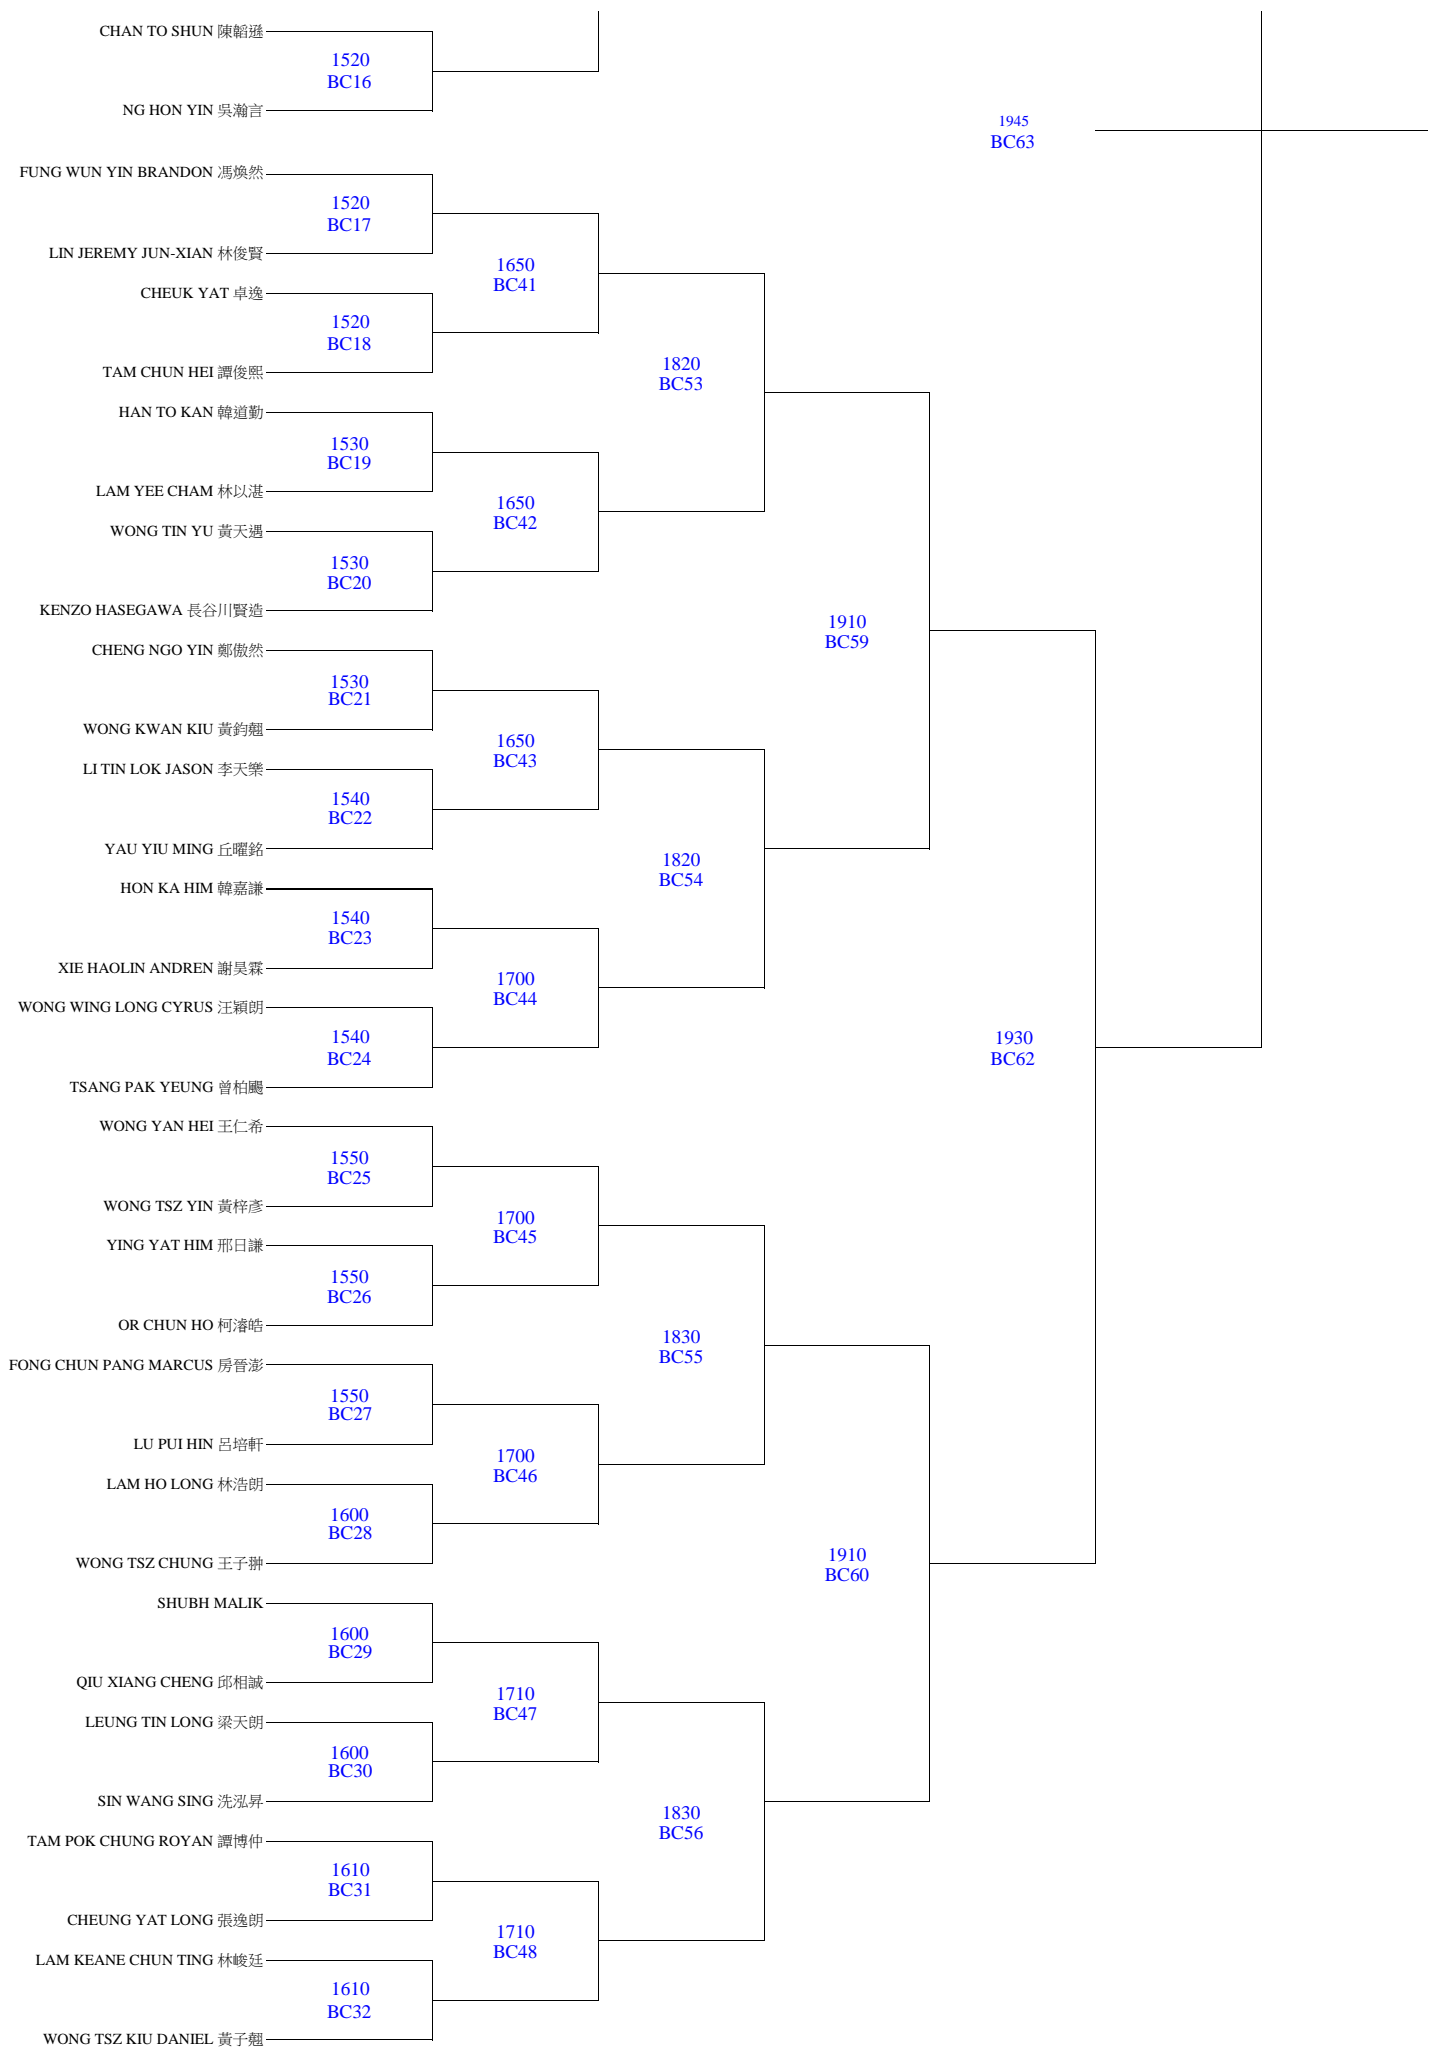 CHAN TO SHUN 陳韜遜
1520
BC16
NG HON YIN 吳瀚言
1945
BC63
FUNG WUN YIN BRANDON 馮煥然
1520
BC17
LIN JEREMY JUN-XIAN 林俊賢
1650
BC41
CHEUK YAT 卓逸
1520
BC18
TAM CHUN HEI 譚俊熙
1820
BC53
HAN TO KAN 韓道勤
1530
BC19
LAM YEE CHAM 林以湛
1650
BC42
WONG TIN YU 黃天遇
1530
BC20
KENZO HASEGAWA 長谷川賢造
1910
BC59
CHENG NGO YIN 鄭傲然
1530
BC21
WONG KWAN KIU 黃鈞翹
1650
BC43
LI TIN LOK JASON 李天樂
1540
BC22
YAU YIU MING 丘曜銘
1820
BC54
HON KA HIM 韓嘉謙
1540
BC23
XIE HAOLIN ANDREN 謝昊霖
1700
BC44
WONG WING LONG CYRUS 汪穎朗
1540
BC24
TSANG PAK YEUNG 曾柏颺
1930
BC62
WONG YAN HEI 王仁希
1550
BC25
WONG TSZ YIN 黃梓彥
1700
BC45
YING YAT HIM 邢日謙
1550
BC26
OR CHUN HO 柯濬皓
1830
BC55
FONG CHUN PANG MARCUS 房晉澎
1550
BC27
LU PUI HIN 呂培軒
1700
BC46
LAM HO LONG 林浩朗
1600
BC28
WONG TSZ CHUNG 王子翀
1910
BC60
SHUBH MALIK
1600
BC29
QIU XIANG CHENG 邱相誠
1710
BC47
LEUNG TIN LONG 梁天朗
1600
BC30
SIN WANG SING 冼泓昇
1830
BC56
TAM POK CHUNG ROYAN 譚博仲
1610
BC31
CHEUNG YAT LONG 張逸朗
1710
BC48
LAM KEANE CHUN TING 林峻廷
1610
BC32
WONG TSZ KIU DANIEL 黃子翹